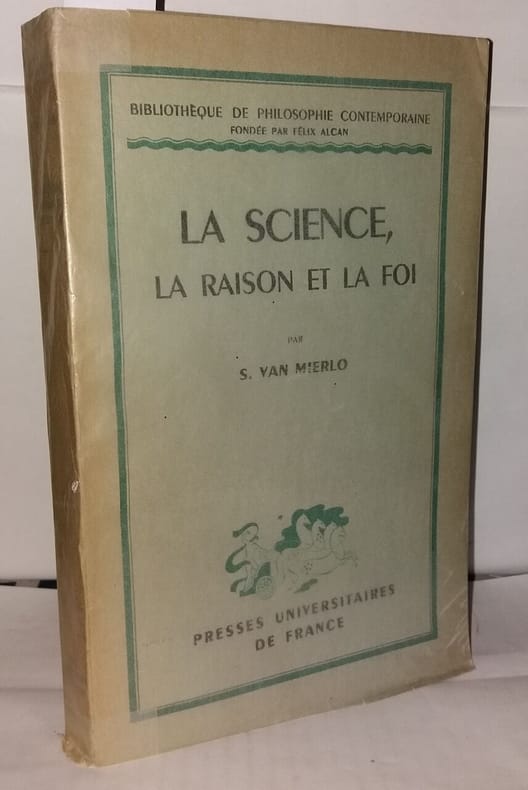 BIBLIOTHÈQUE DE PHILOSOPHIE CONTEMPORAINE
FONDÉE PAR FÉLIX ALCAN
LA SCIENCE,
LA RAISON ET LA FOI
PAR
S. VAN MIERLO
PRESSES UNIVERSITAIRES
DE FRANCE